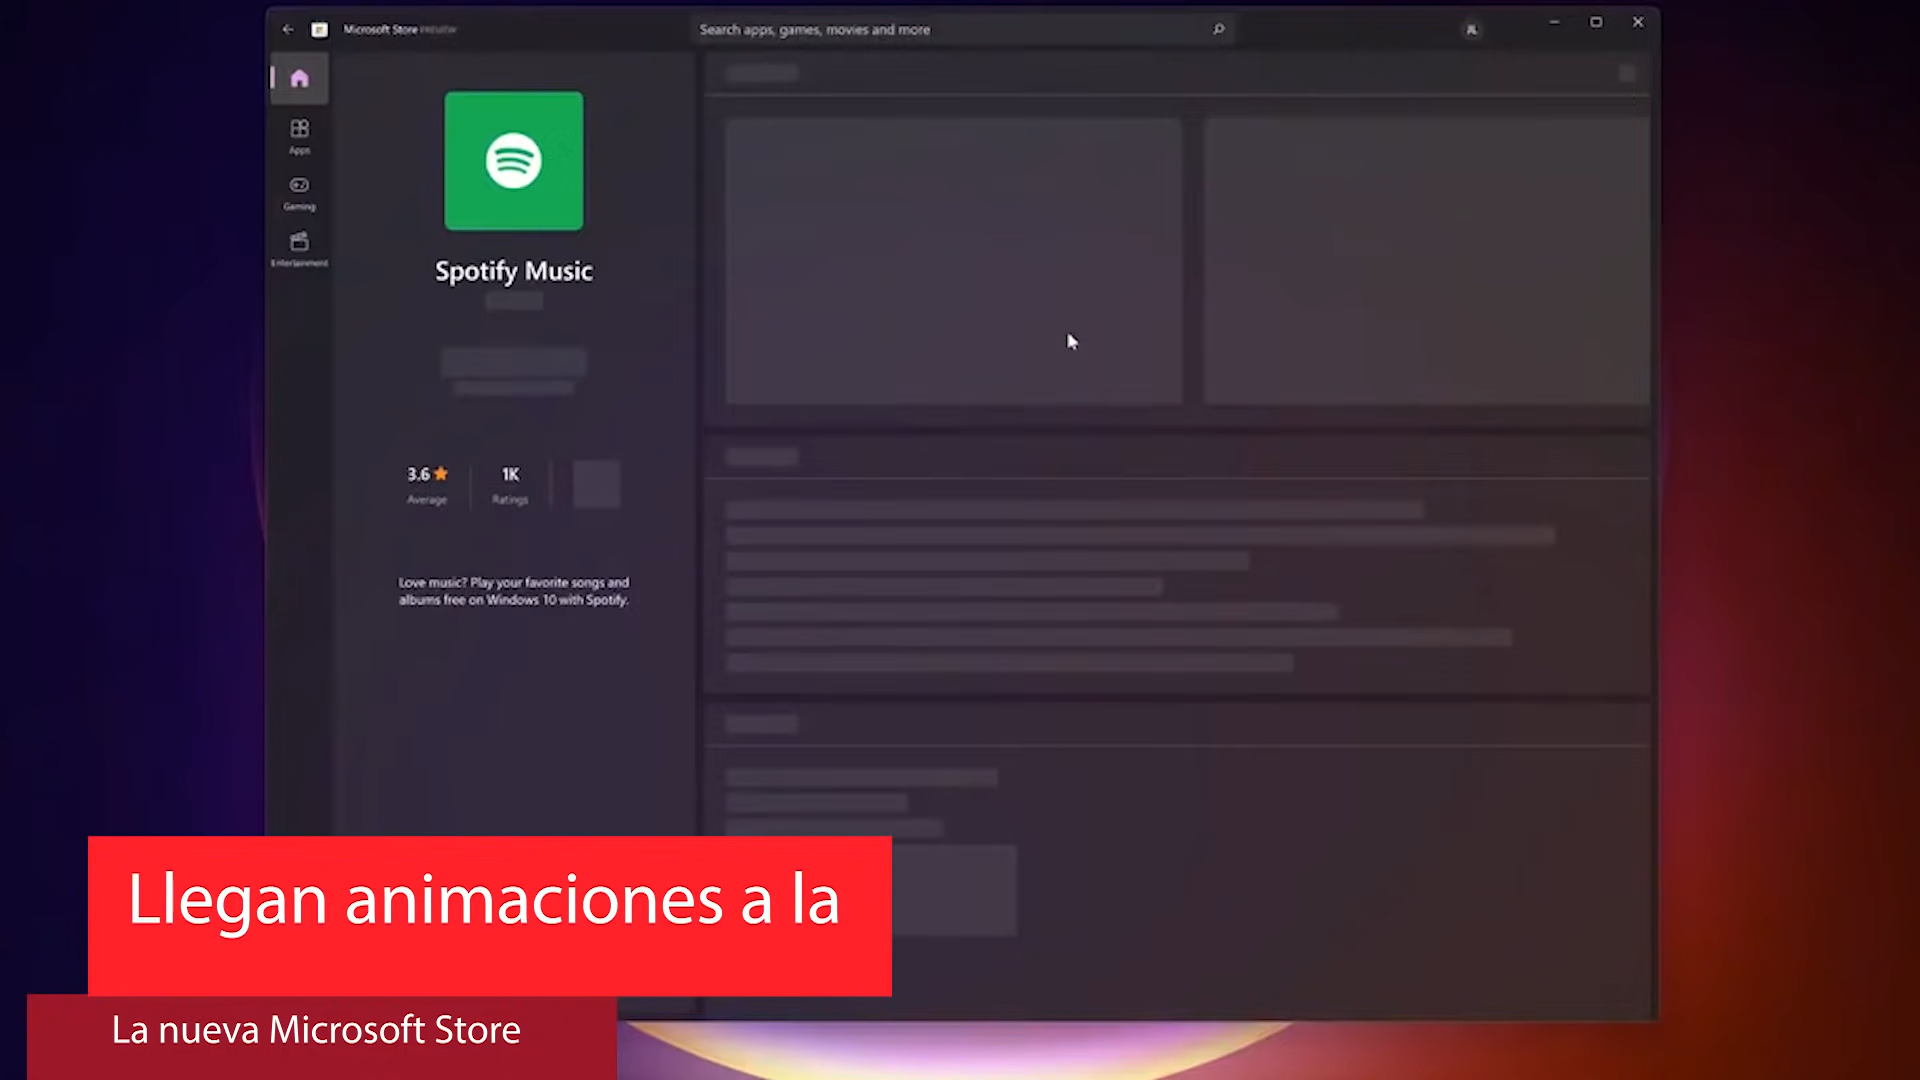 Microsoft Store PREVIEW
Search apps, games, movies and more
Apps
Gaming
Entertainment
Spotify Music
3.6
Average
1K
Ratings
Love music? Play your favorite songs and
albums free on Windows 10 with Spotify.
Llegan animaciones a la
La nueva Microsoft Store